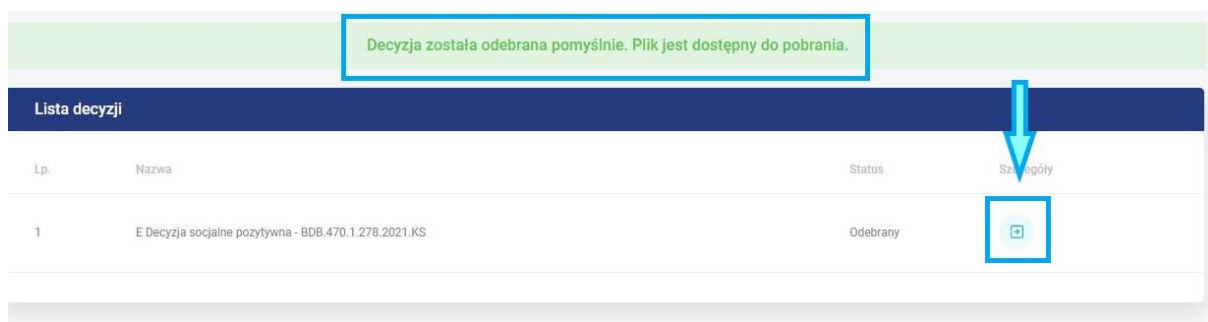 Decyzja została odebrana pomyślnie. Plik jest dostępny do pobrania.
Lista decyzji
Lp. Nazwa Status Szczegóły
1 E Decyzja socjalne pozytywna - BDB.470.1.278.2021.KS Odebrany